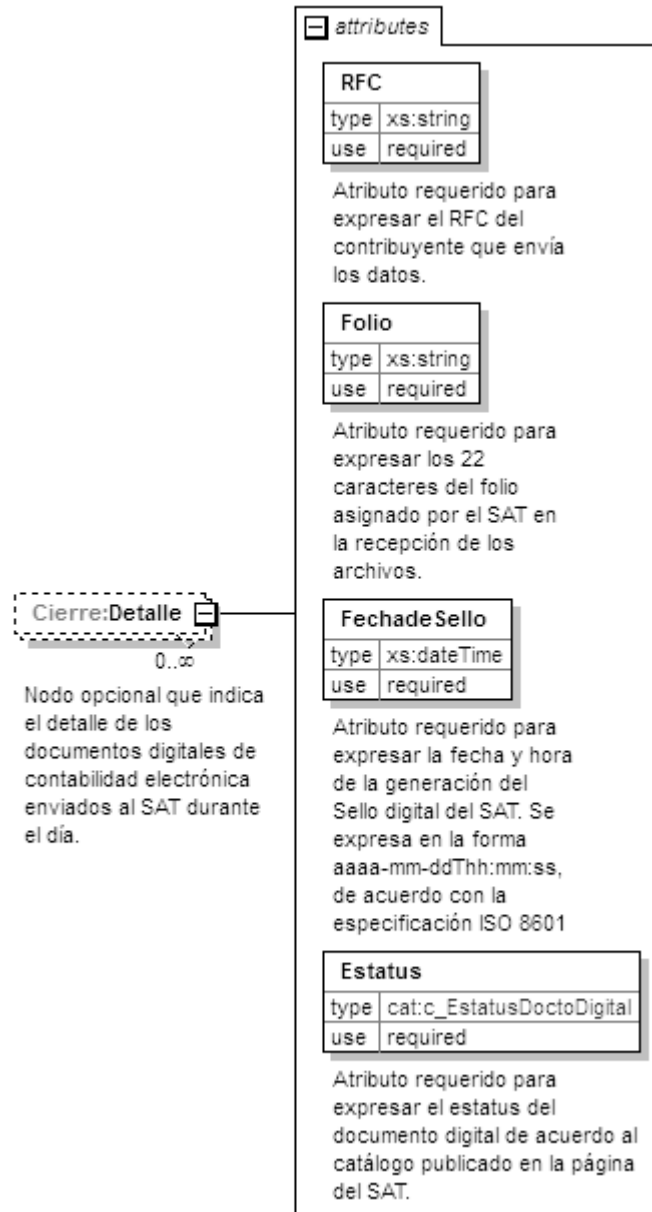 attributes
RFC
type xs:string
use required
Atributo requerido para
expresar el RFC del
contribuyente que envía
los datos.
Folio
type xs:string
use required
Atributo requerido para
expresar los 22
caracteres del folio
asignado por el SAT en
la recepción de los
archivos.
Cierre:Detalle
0..∞
Nodo opcional que indica
el detalle de los
documentos digitales de
contabilidad electrónica
enviados al SAT durante
el día.
FechadeSello
type xs:dateTime
use required
Atributo requerido para
expresar la fecha y hora
de la generación del
Sello digital del SAT. Se
expresa en la forma
aaaa-mm-ddThh:mm:ss,
de acuerdo con la
especificación ISO 8601
Estatus
type cat:c_EstatusDoctoDigital
use required
Atributo requerido para
expresar el estatus del
documento digital de acuerdo al
catálogo publicado en la página
del SAT.